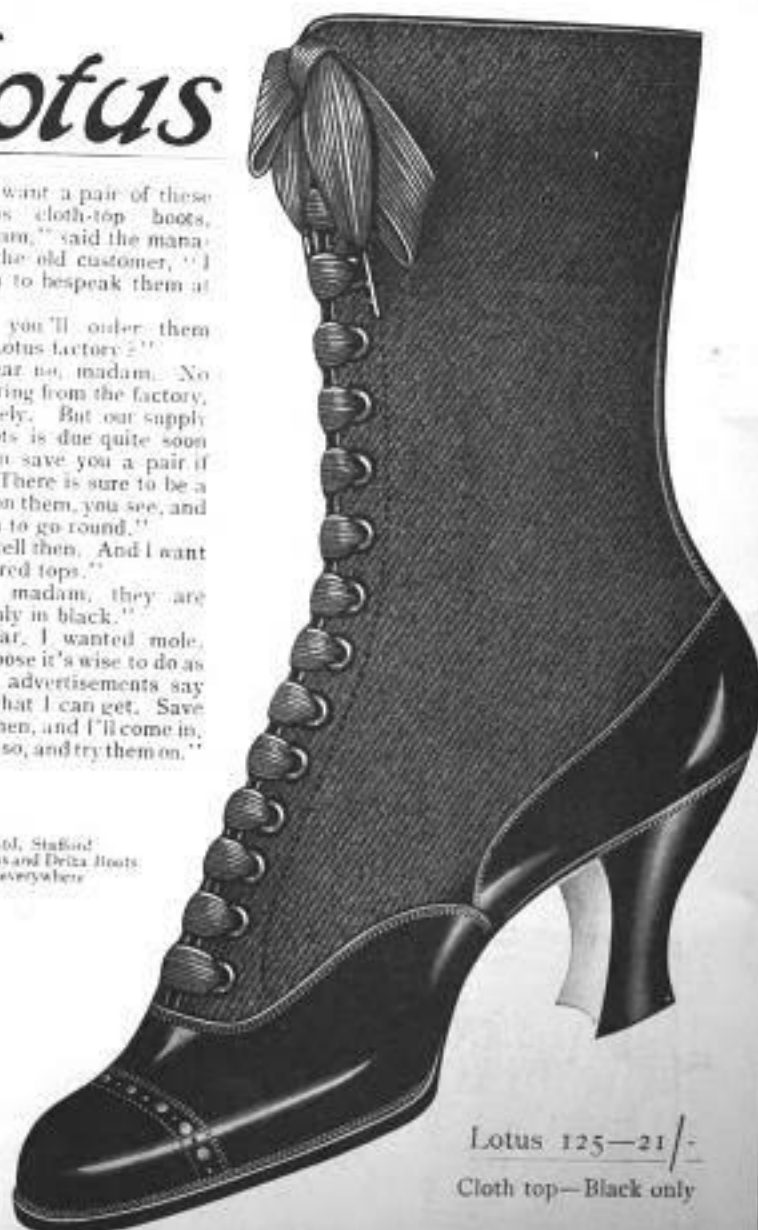 Lotus
want a pair of these
s cloth-top boots,
am," said the mana-
the old customer, "I
to bespeak them at
you'll order them
Lotus factory?"
ar no, madam. No
ring from the factory,
ely. But our supply
ts is due quite soon
n save you a pair if
There is sure to be a
on them, you see, and
to go round."
ell then. And I want
red tops."
madam, they are
ly in black."
ar, I wanted mole,
pose it's wise to do as
advertisements say
hat I can get. Save
hen, and I'll come in,
so, and try them on."
Stafford
s and Delta Boots
everywhere
Lotus 125—21/-
Cloth top—Black only